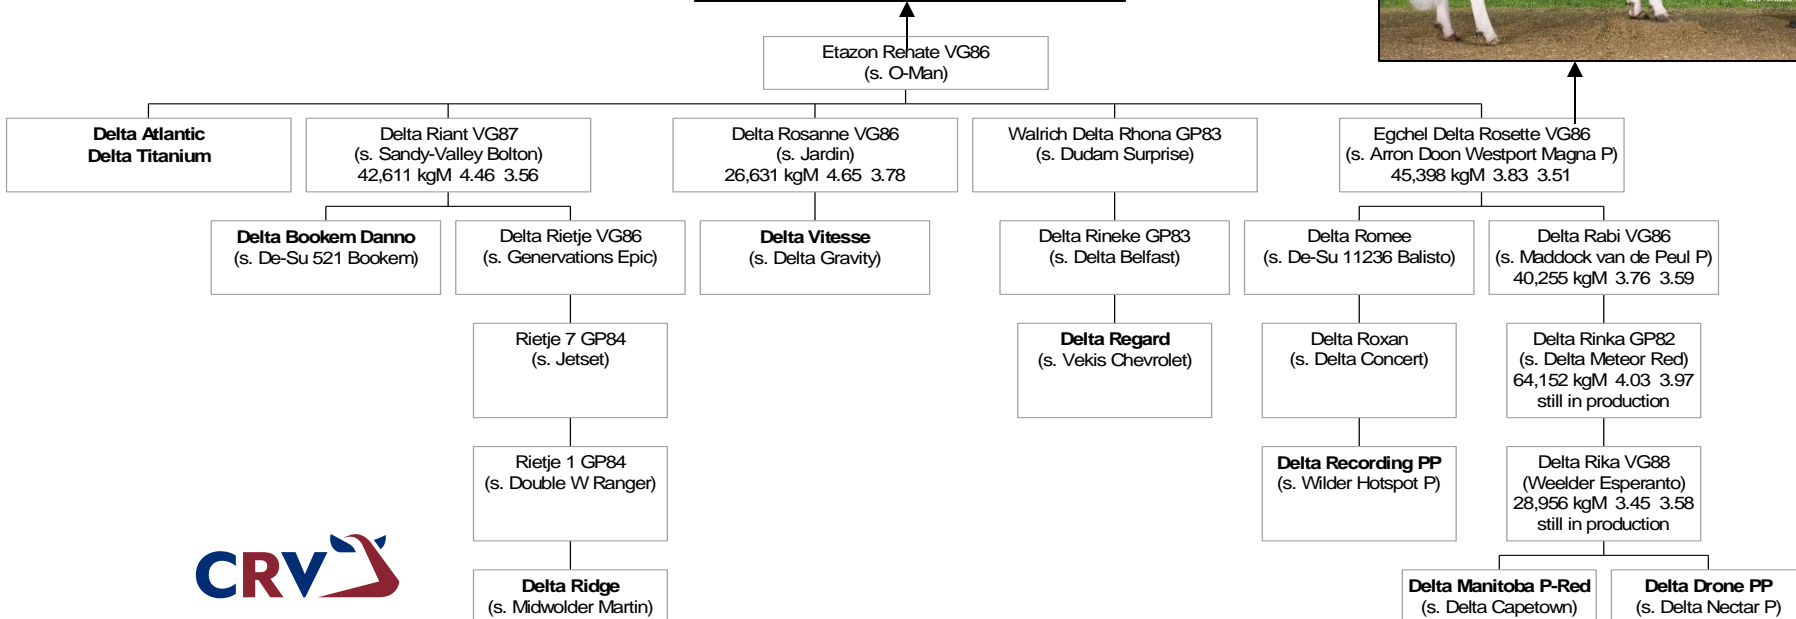 Etazon Renate VG86
(s. O-Man)
Delta Atlantic
Delta Titanium
Delta Riant VG87
(s. Sandy-Valley Bolton)
42,611 kgM 4.46 3.56
Delta Rosanne VG86
(s. Jardin)
26,631 kgM 4.65 3.78
Walrich Delta Rhona GP83
(s. Dudam Surprise)
Egchel Delta Rosette VG86
(s. Arron Doon Westport Magna P)
45,398 kgM 3.83 3.51
Delta Bookem Danno
(s. De-Su 521 Bookem)
Delta Rietje VG86
(s. Genervations Epic)
Delta Vitesse
(s. Delta Gravity)
Delta Rineke GP83
(s. Delta Belfast)
Delta Romee
(s. De-Su 11236 Balisto)
Delta Rabi VG86
(s. Maddock van de Peul P)
40,255 kgM 3.76 3.59
Rietje 7 GP84
(s. Jetset)
Delta Regard
(s. Vekis Chevrolet)
Delta Roxan
(s. Delta Concert)
Delta Rinka GP82
(s. Delta Meteor Red)
64,152 kgM 4.03 3.97
still in production
Rietje 1 GP84
(s. Double W Ranger)
Delta Recording PP
(s. Wilder Hotspot P)
Delta Rika VG88
(Weelder Esperanto)
28,956 kgM 3.45 3.58
still in production
CRV
Delta Ridge
(s. Midwolder Martin)
Delta Manitoba P-Red
(s. Delta Capetown)
Delta Drone PP
(s. Delta Nectar P)